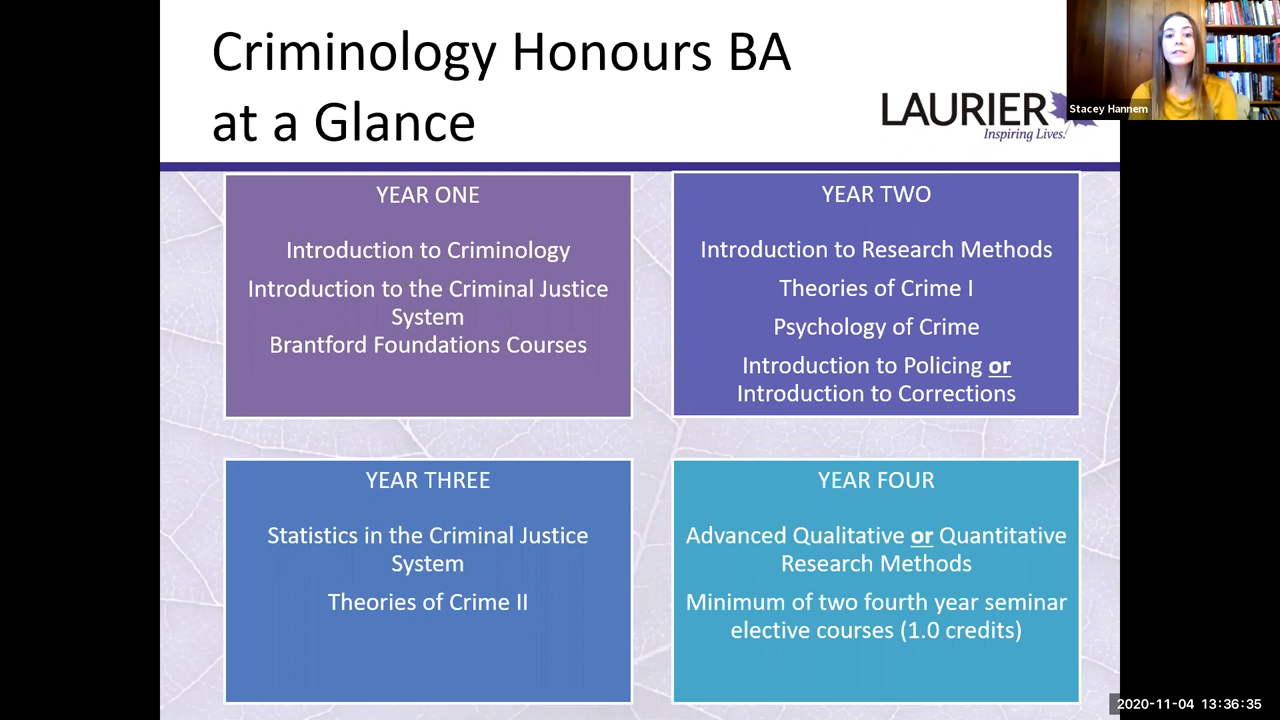 Criminology Honours BA
at a Glance
LAURIER
Inspiring Lives.
Stacey Hannem
YEAR ONE
Introduction to Criminology
Introduction to the Criminal Justice
System
Brantford Foundations Courses
YEAR TWO
Introduction to Research Methods
Theories of Crime I
Psychology of Crime
Introduction to Policing or
Introduction to Corrections
YEAR THREE
Statistics in the Criminal Justice
System
Theories of Crime II
YEAR FOUR
Advanced Qualitative or Quantitative
Research Methods
Minimum of two fourth year seminar
elective courses (1.0 credits)
2020-11-04 13:36:35